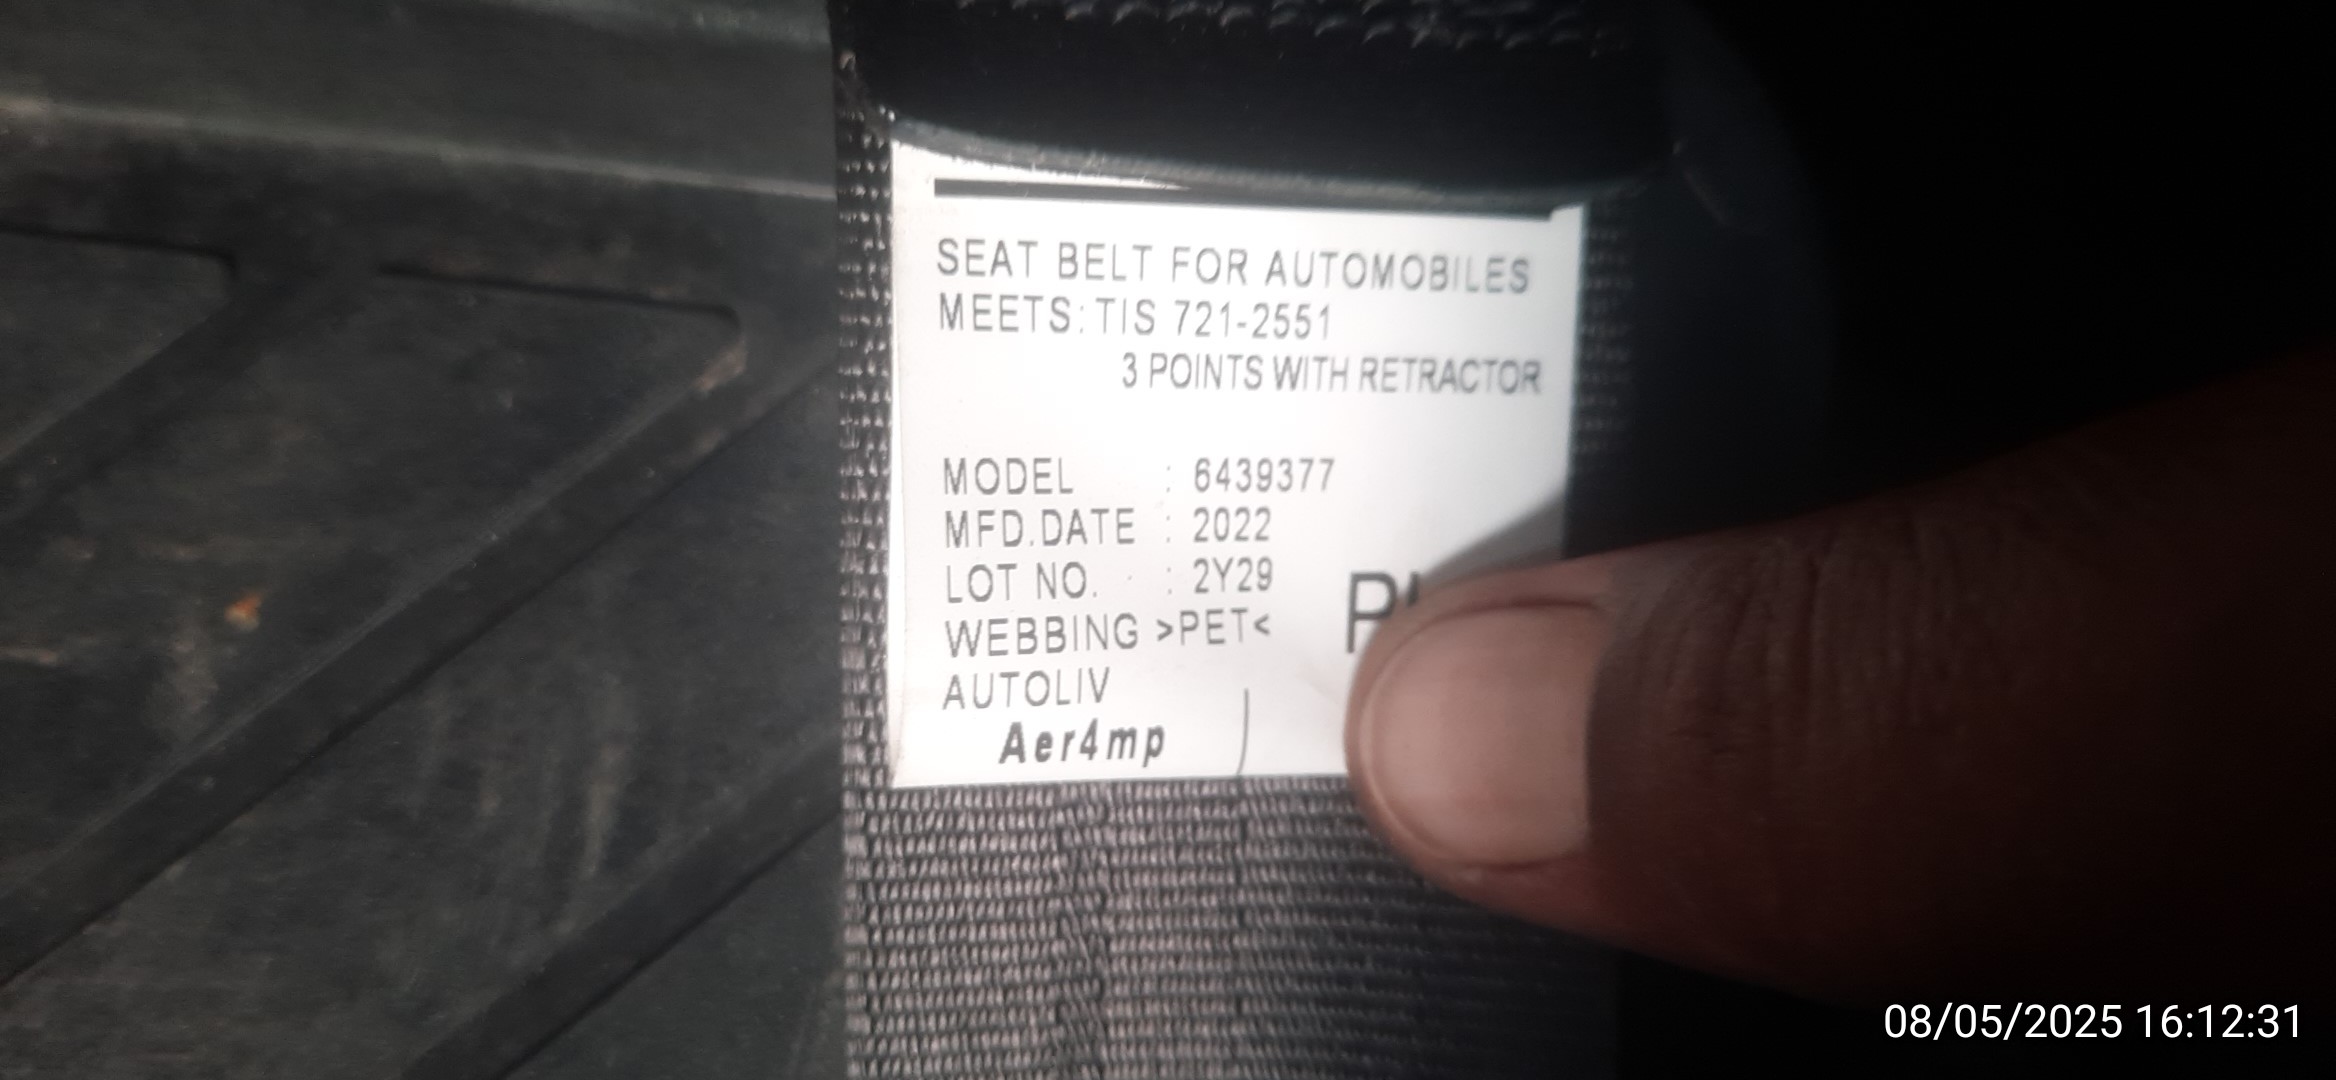 SEAT BELT FOR AUTOMOBILES
MEETS: TIS 721-2551
3 POINTS WITH RETRACTOR
MODEL : 6439377
MFD.DATE : 2022
LOT NO. : 2Y29
WEBBING >PET<
AUTOLIV
Aer4mp
08/05/2025 16:12:31